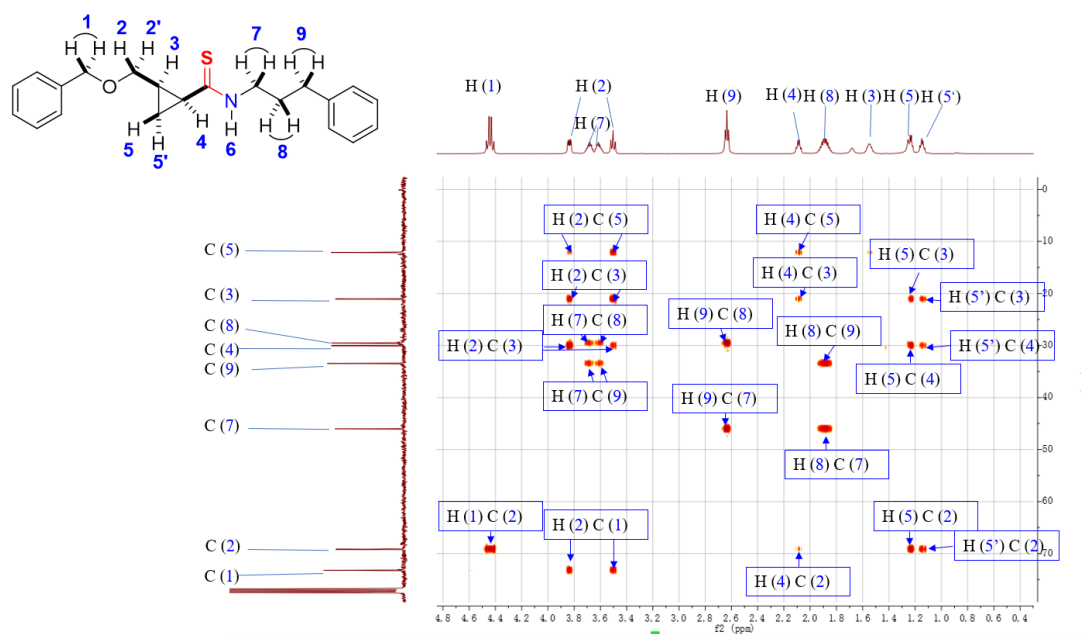 1 2 2' 3 7 9
H H H H' H S H H H H
O N
H H H H H H
5 4 6 8
5'
H (1) H (2) H (9) H (4) H (8) H (3) H (5) H (5')
H (7)
0
H (2) C (5) H (4) C (5)
C (5) 10
H (5) C (3)
H (2) C (3) H (4) C (3)
C (3) 20 H (5’) C (3)
H (7) C (8) H (9) C (8) H (8) C (9)
C (8)
C (4) H (2) C (3) 30 H (5’) C (4)
C (9) H (5) C (4)
H (7) C (9) H (9) C (7) 40
C (7)
H (8) C (7) 50
60
H (1) C (2) H (2) C (1) H (5) C (2)
C (2) H (5’) C (2)
70
C (1) H (4) C (2)
4.8 4.6 4.4 4.2 4.0 3.8 3.6 3.4 3.2 3.0 2.8 2.6 2.4 2.2 2.0 1.8 1.6 1.4 1.2 1.0 0.8 0.6 0.4
f2 (ppm)